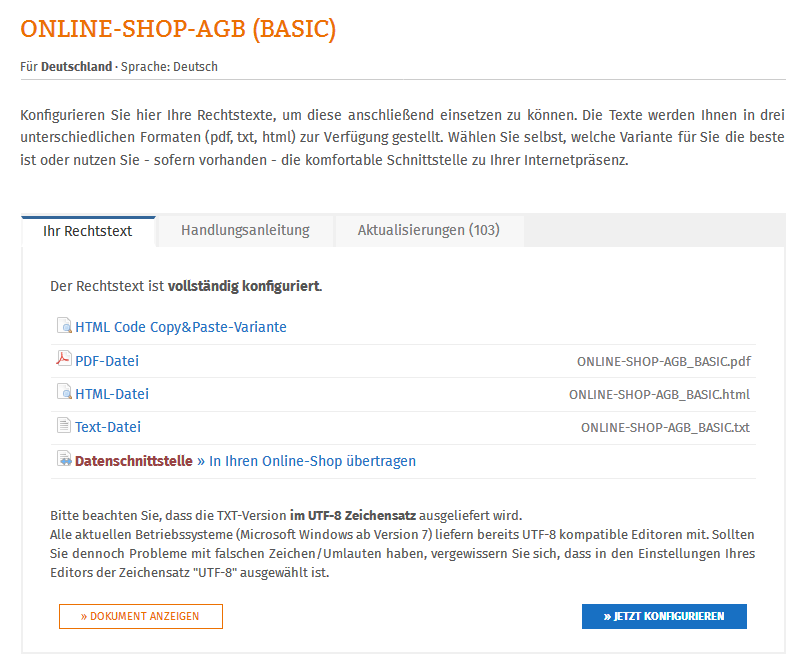 ONLINE-SHOP-AGB (BASIC)
Für Deutschland · Sprache: Deutsch
Konfigurieren Sie hier Ihre Rechtstexte, um diese anschließend einsetzen zu können. Die Texte werden Ihnen in drei
unterschiedlichen Formaten (pdf, txt, html) zur Verfügung gestellt. Wählen Sie selbst, welche Variante für Sie die beste
ist oder nutzen Sie - sofern vorhanden - die komfortable Schnittstelle zu Ihrer Internetpräsenz.
Ihr Rechtstext Handlungsanleitung Aktualisierungen (103)
Der Rechtstext ist vollständig konfiguriert.
HTML Code Copy&Paste-Variante
PDF-Datei ONLINE-SHOP-AGB_BASIC.pdf
HTML-Datei ONLINE-SHOP-AGB_BASIC.html
Text-Datei ONLINE-SHOP-AGB_BASIC.txt
Datenschnittstelle » In Ihren Online-Shop übertragen
Bitte beachten Sie, dass die TXT-Version im UTF-8 Zeichensatz ausgeliefert wird.
Alle aktuellen Betriebssysteme (Microsoft Windows ab Version 7) liefern bereits UTF-8 kompatible Editoren mit. Sollten
Sie dennoch Probleme mit falschen Zeichen/Umlauten haben, vergewissern Sie sich, dass in den Einstellungen Ihres
Editors der Zeichensatz "UTF-8" ausgewählt ist.
» DOKUMENT ANZEIGEN » JETZT KONFIGURIEREN